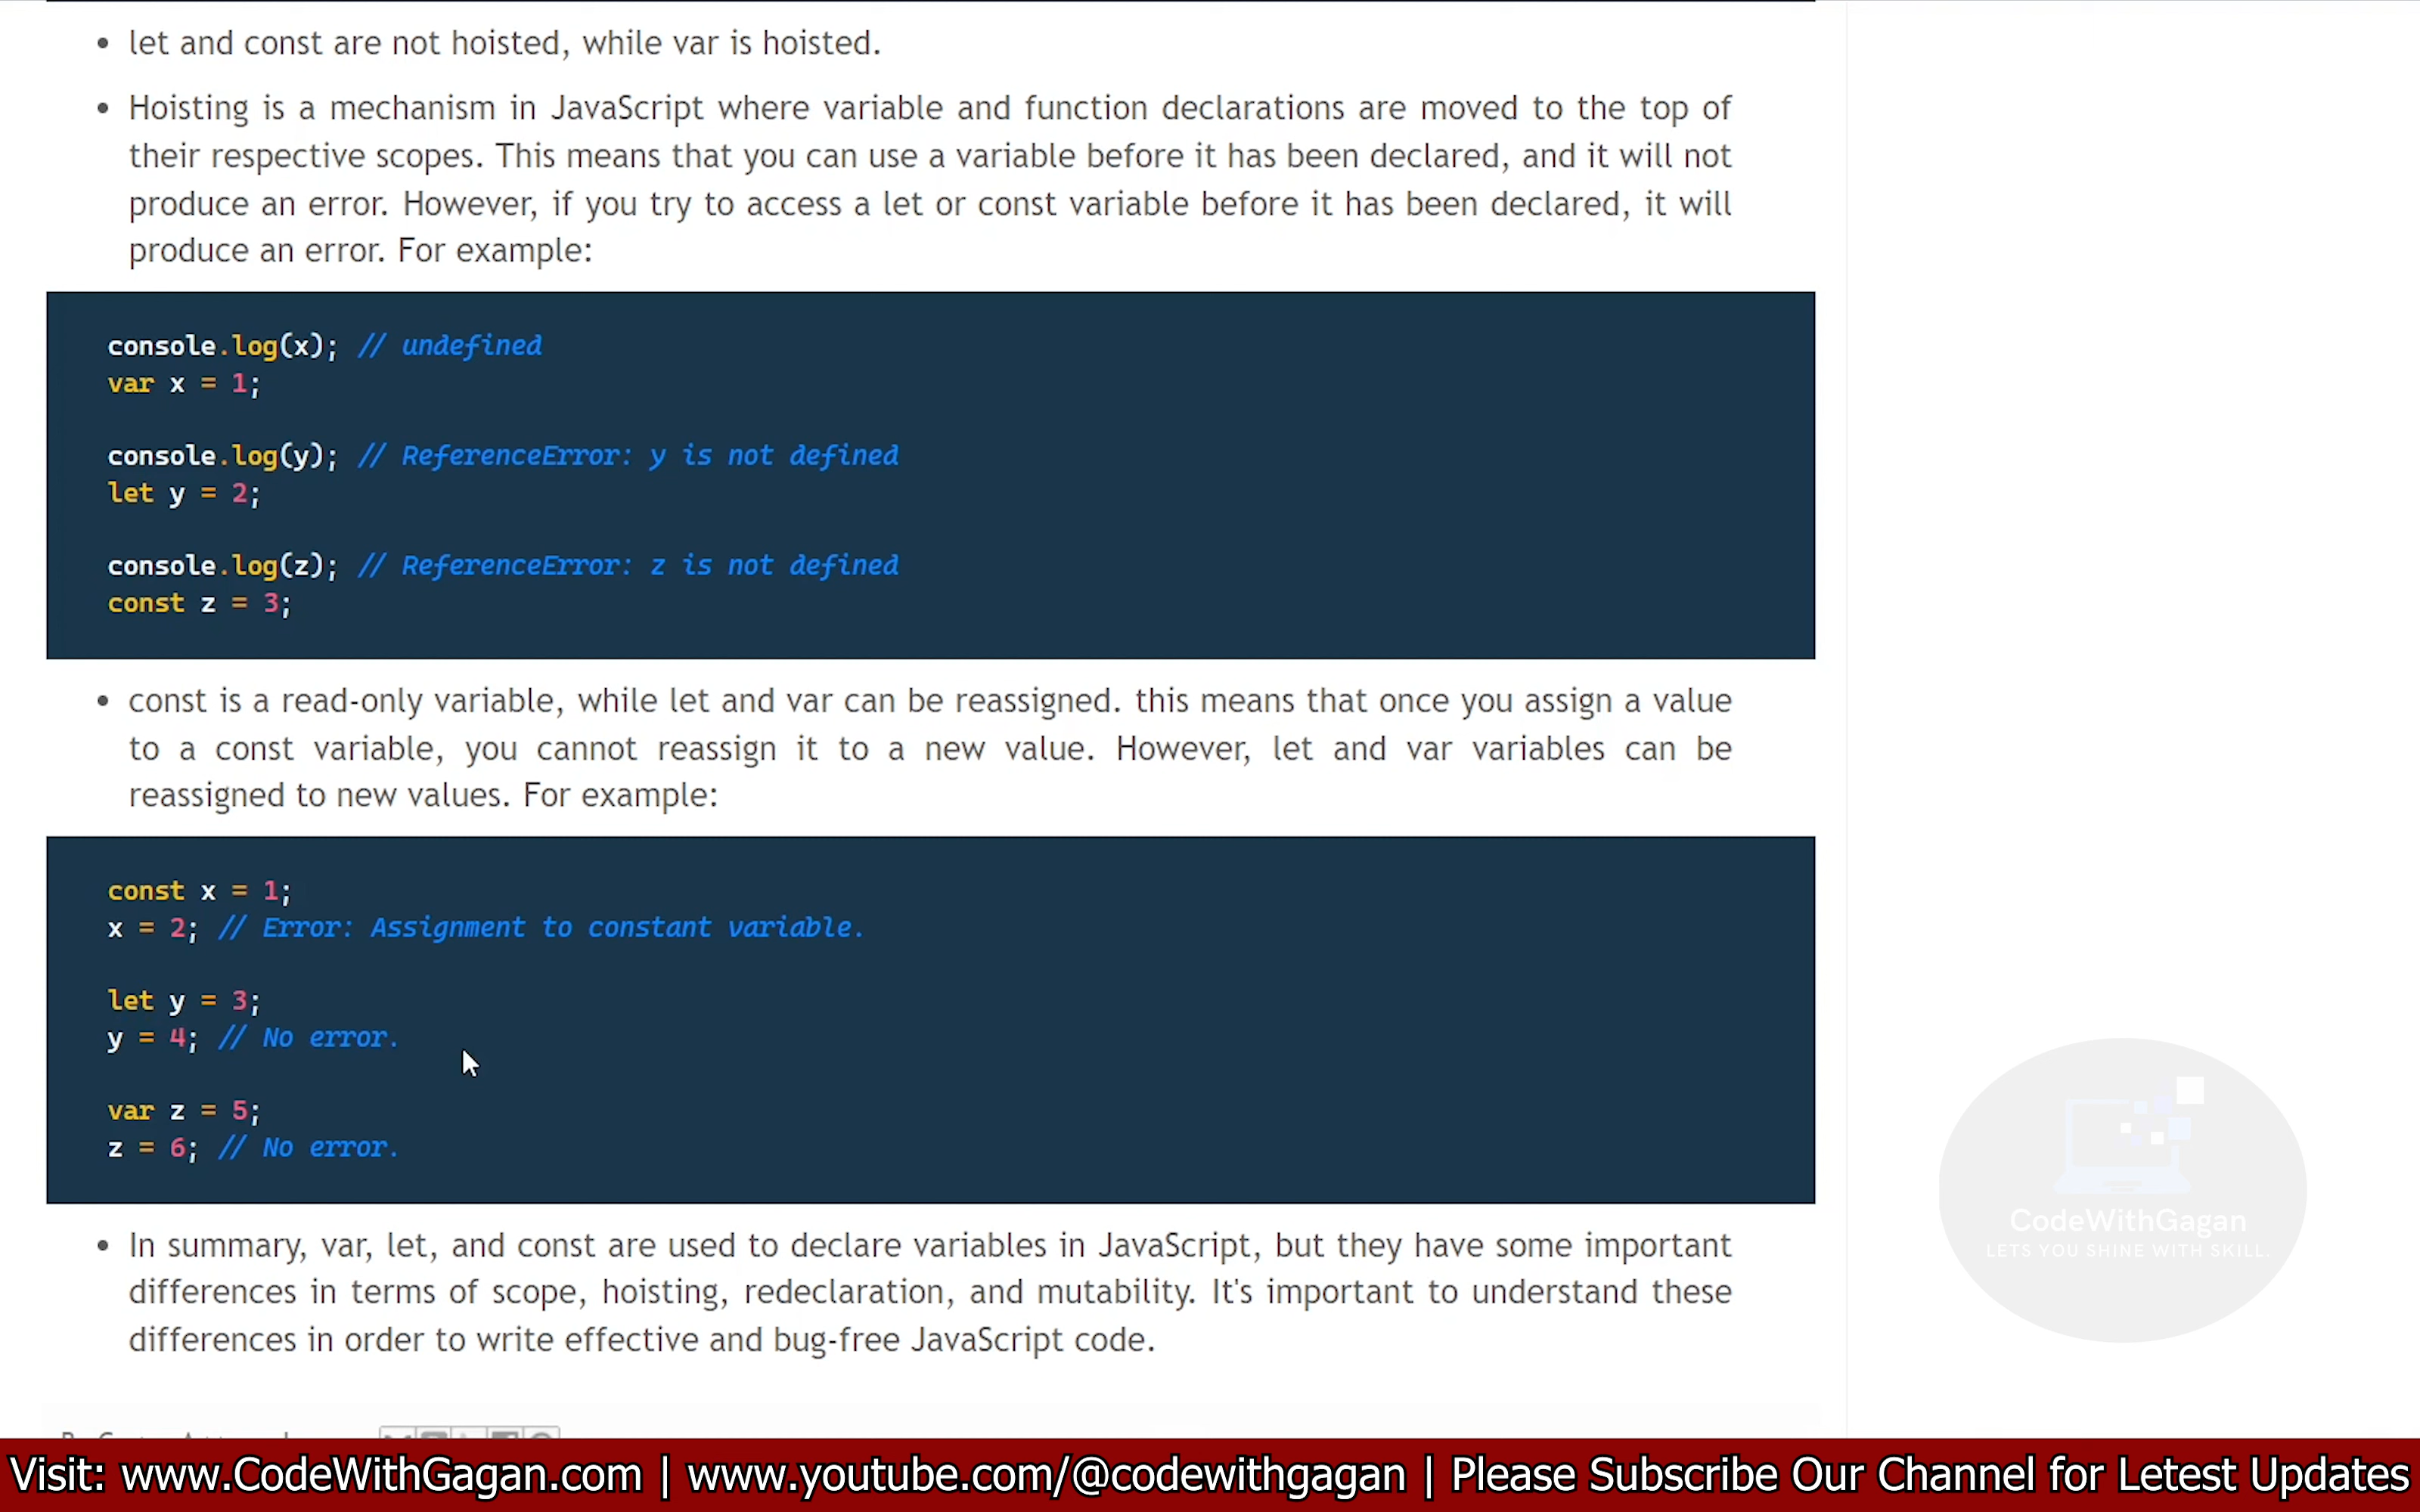 let and const are not hoisted, while var is hoisted.
Hoisting is a mechanism in JavaScript where variable and function declarations are moved to the top of
their respective scopes. This means that you can use a variable before it has been declared, and it will not
produce an error. However, if you try to access a let or const variable before it has been declared, it will
produce an error. For example:
console.log(x); // undefined
var x = 1;
console.log(y); // ReferenceError: y is not defined
let y = 2;
console.log(z); // ReferenceError: z is not defined
const z = 3;
const is a read-only variable, while let and var can be reassigned. this means that once you assign a value
to a const variable, you cannot reassign it to a new value. However, let and var variables can be
reassigned to new values. For example:
const x = 1;
x = 2; // Error: Assignment to constant variable.
let y = 3;
y = 4; // No error.
var z = 5;
z = 6; // No error.
In summary, var, let, and const are used to declare variables in JavaScript, but they have some important
differences in terms of scope, hoisting, redeclaration, and mutability. It's important to understand these
differences in order to write effective and bug-free JavaScript code.
CodeWithGagan
LETS YOU SHINE WITH SKILL.
Visit: www.CodeWithGagan.com | www.youtube.com/@codewithgagan | Please Subscribe Our Channel for Letest Updates